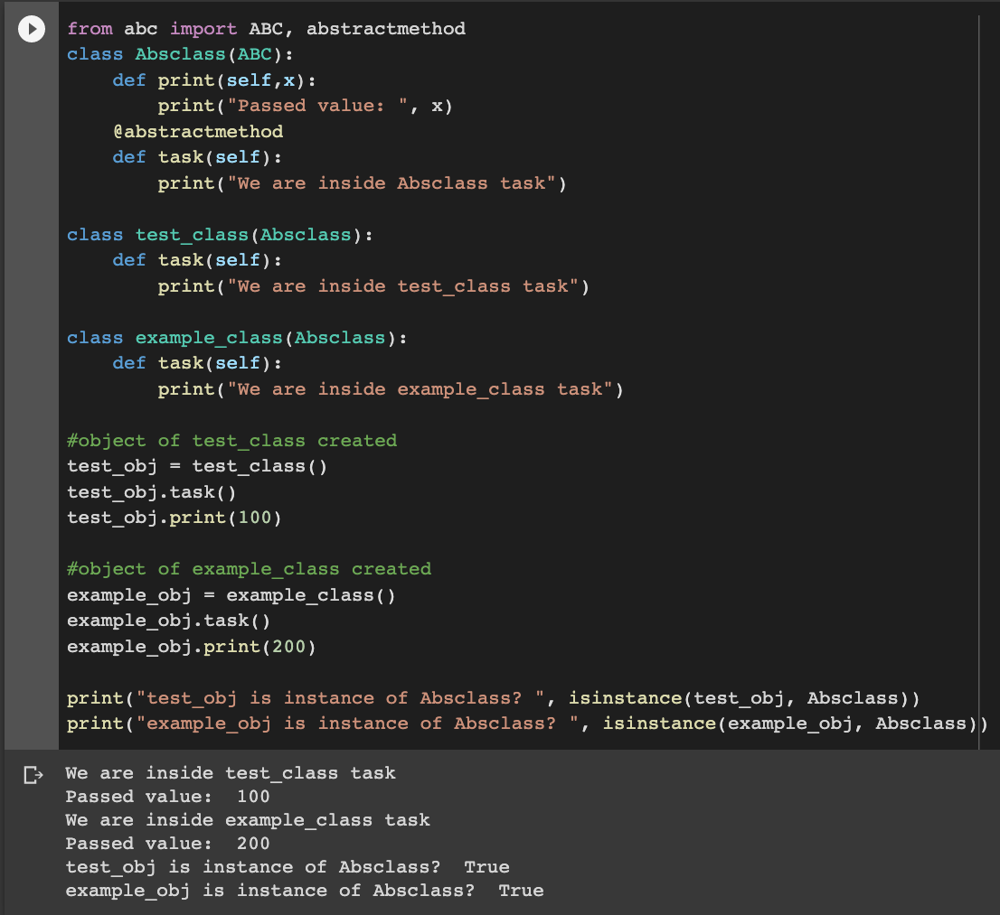 from abc import ABC, abstractmethod
class Absclass(ABC):
    def print(self,x):
        print("Passed value: ", x)
    @abstractmethod
    def task(self):
        print("We are inside Absclass task")

class test_class(Absclass):
    def task(self):
        print("We are inside test_class task")

class example_class(Absclass):
    def task(self):
        print("We are inside example_class task")

#object of test_class created
test_obj = test_class()
test_obj.task()
test_obj.print(100)

#object of example_class created
example_obj = example_class()
example_obj.task()
example_obj.print(200)

print("test_obj is instance of Absclass? ", isinstance(test_obj, Absclass))
print("example_obj is instance of Absclass? ", isinstance(example_obj, Absclass))
We are inside test_class task
Passed value:  100
We are inside example_class task
Passed value:  200
test_obj is instance of Absclass?  True
example_obj is instance of Absclass?  True